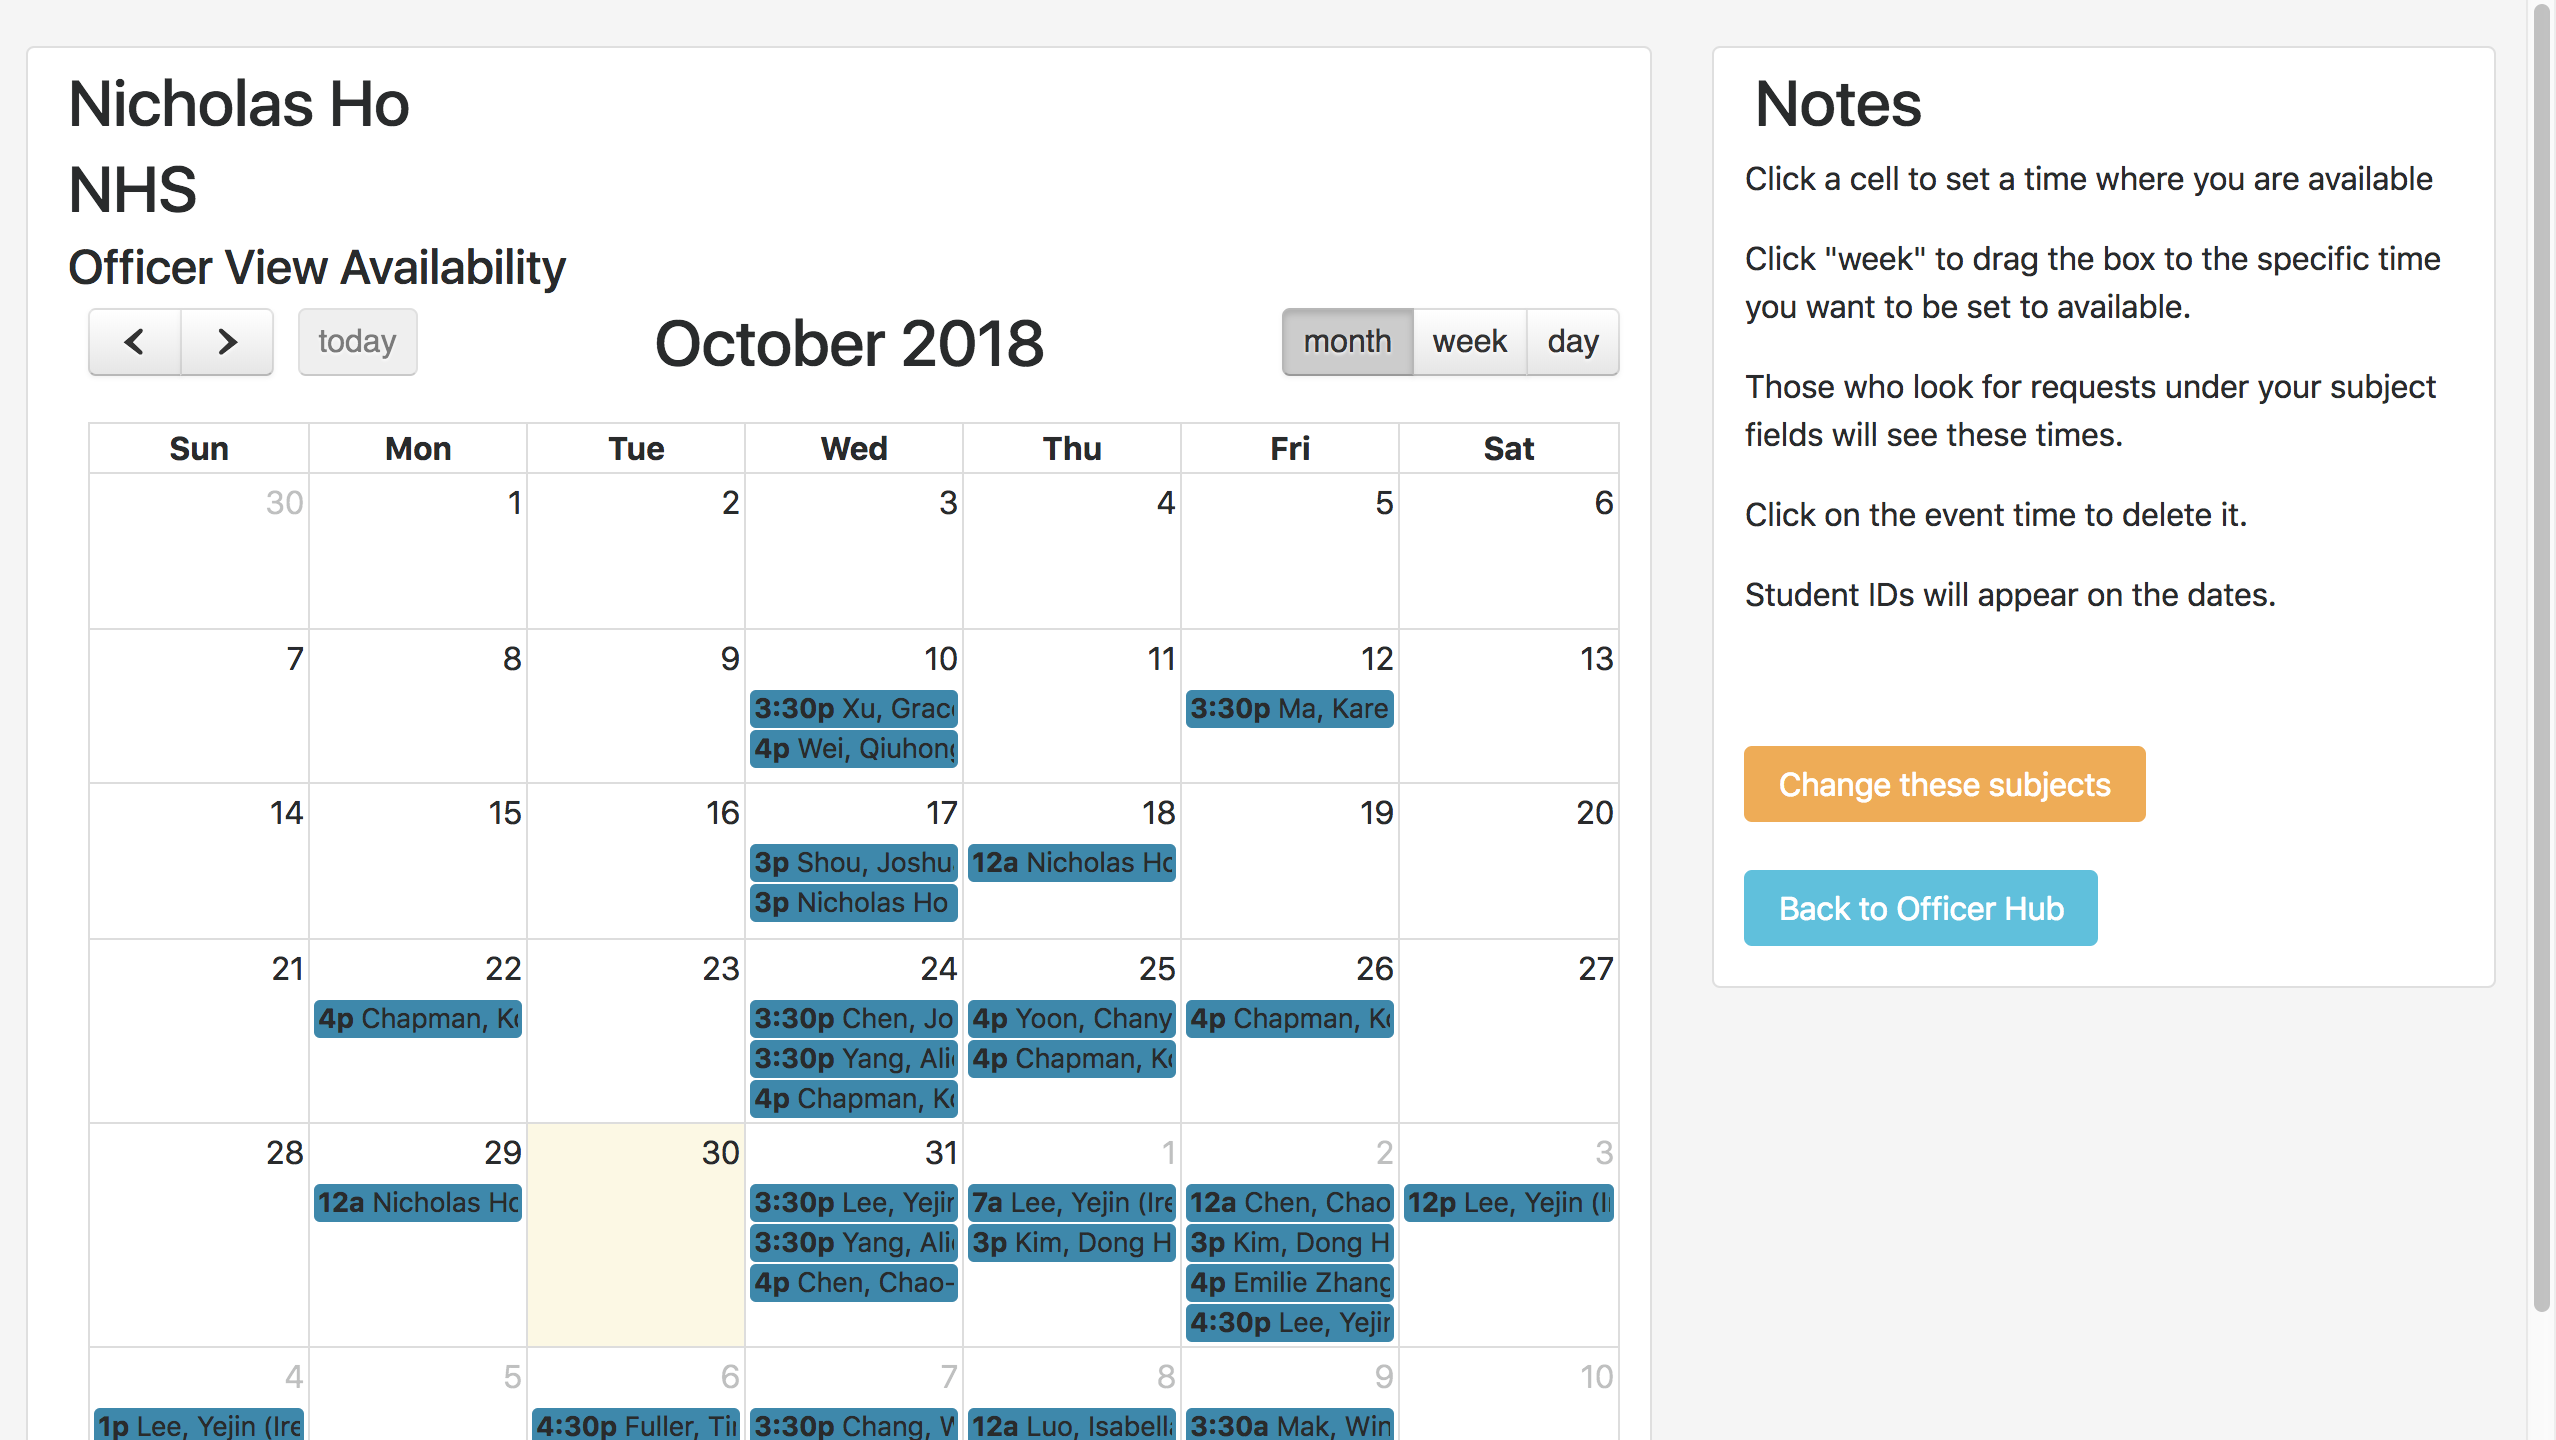 Nicholas Ho
NHS
Officer View Availability
today
October 2018
month week day
Sun Mon Tue Wed Thu Fri Sat
30 1 2 3 4 5 6
7 8 9 10 11 12 13
3:30p Xu, Grac 3:30p Ma, Kare
4p Wei, Qiuhong
14 15 16 17 18 19 20
3p Shou, Joshu 12a Nicholas Ho
3p Nicholas Ho
21 22 23 24 25 26 27
4p Chapman, Ko 3:30p Chen, Jo 4p Yoon, Chany 4p Chapman, Ko
3:30p Yang, Ali 4p Chapman, Ko
4p Chapman, Ko
28 29 30 31 1 2 3
12a Nicholas Ho 3:30p Lee, Yejin 7a Lee, Yejin (Ire 12a Chen, Chao 12p Lee, Yejin (I
3:30p Yang, Ali 3p Kim, Dong H 3p Kim, Dong H
4p Chen, Chao- 4p Emilie Zhang
4:30p Lee, Yejin
4 5 6 7 8 9 10
1p Lee, Yejin (Ire 4:30p Fuller, Ti 3:30p Chang, W 12a Luo, Isabell 3:30a Mak, Win
Notes
Click a cell to set a time where you are available
Click "week" to drag the box to the specific time
you want to be set to available.
Those who look for requests under your subject
fields will see these times.
Click on the event time to delete it.
Student IDs will appear on the dates.
Change these subjects
Back to Officer Hub